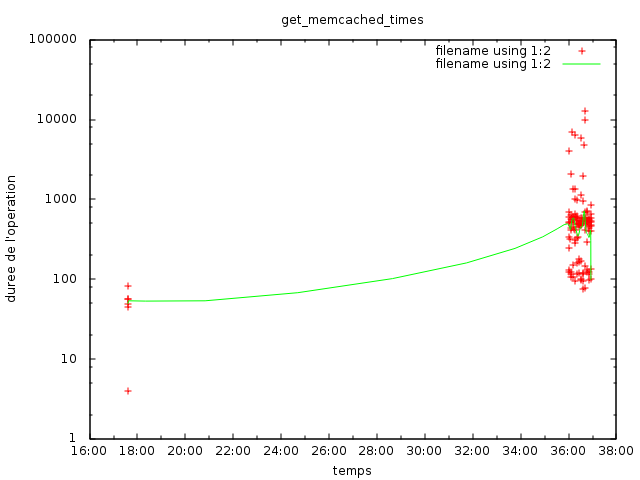 get_memcached_times
filename using 1:2
filename using 1:2
100000
10000
1000
100
10
1
duree de l'operation
16:00 18:00 20:00 22:00 24:00 26:00 28:00 30:00 32:00 34:00 36:00 38:00
temps